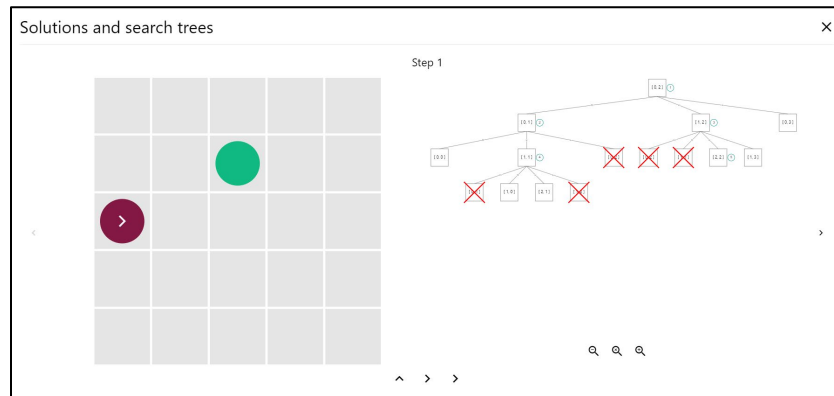 Solutions and search trees
Step 1
[0,2]
[0,1] [1,2] [0,3]
[0,0] [1,1] [2,2] [1,3]
[1,0] [2,1]